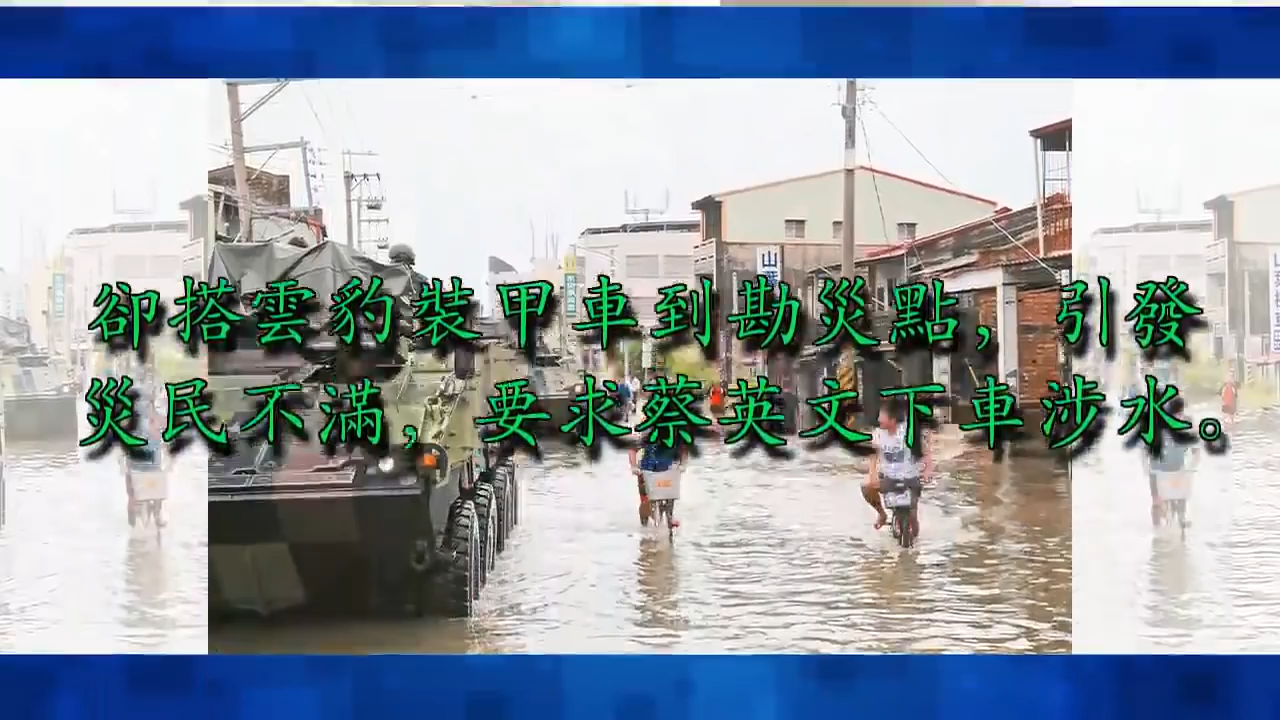 卻搭雲豹裝甲車到勘災點，引發
災民不滿，要求蔡英文下車涉水。
山